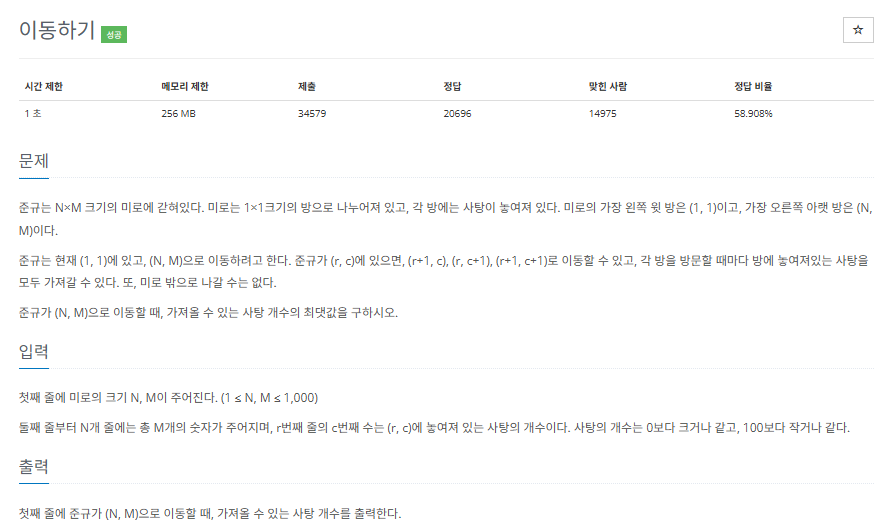 이동하기 성공
☆
시간 제한 메모리 제한 제출 정답 맞힌 사람 정답 비율
1 초 256 MB 34579 20696 14975 58.908%
문제
준규는 N×M 크기의 미로에 갇혀있다. 미로는 1×1크기의 방으로 나누어져 있고, 각 방에는 사탕이 놓여져 있다. 미로의 가장 왼쪽 윗 방은 (1, 1)이고, 가장 오른쪽 아랫 방은 (N,
M)이다.
준규는 현재 (1, 1)에 있고, (N, M)으로 이동하려고 한다. 준규가 (r, c)에 있으면, (r+1, c), (r, c+1), (r+1, c+1)로 이동할 수 있고, 각 방을 방문할 때마다 방에 놓여져있는 사탕을
모두 가져갈 수 있다. 또, 미로 밖으로 나갈 수는 없다.
준규가 (N, M)으로 이동할 때, 가져올 수 있는 사탕 개수의 최댓값을 구하시오.
입력
첫째 줄에 미로의 크기 N, M이 주어진다. (1 ≤ N, M ≤ 1,000)
둘째 줄부터 N개 줄에는 총 M개의 숫자가 주어지며, r번째 줄의 c번째 수는 (r, c)에 놓여져 있는 사탕의 개수이다. 사탕의 개수는 0보다 크거나 같고, 100보다 작거나 같다.
출력
첫째 줄에 준규가 (N, M)으로 이동할 때, 가져올 수 있는 사탕 개수를 출력한다.